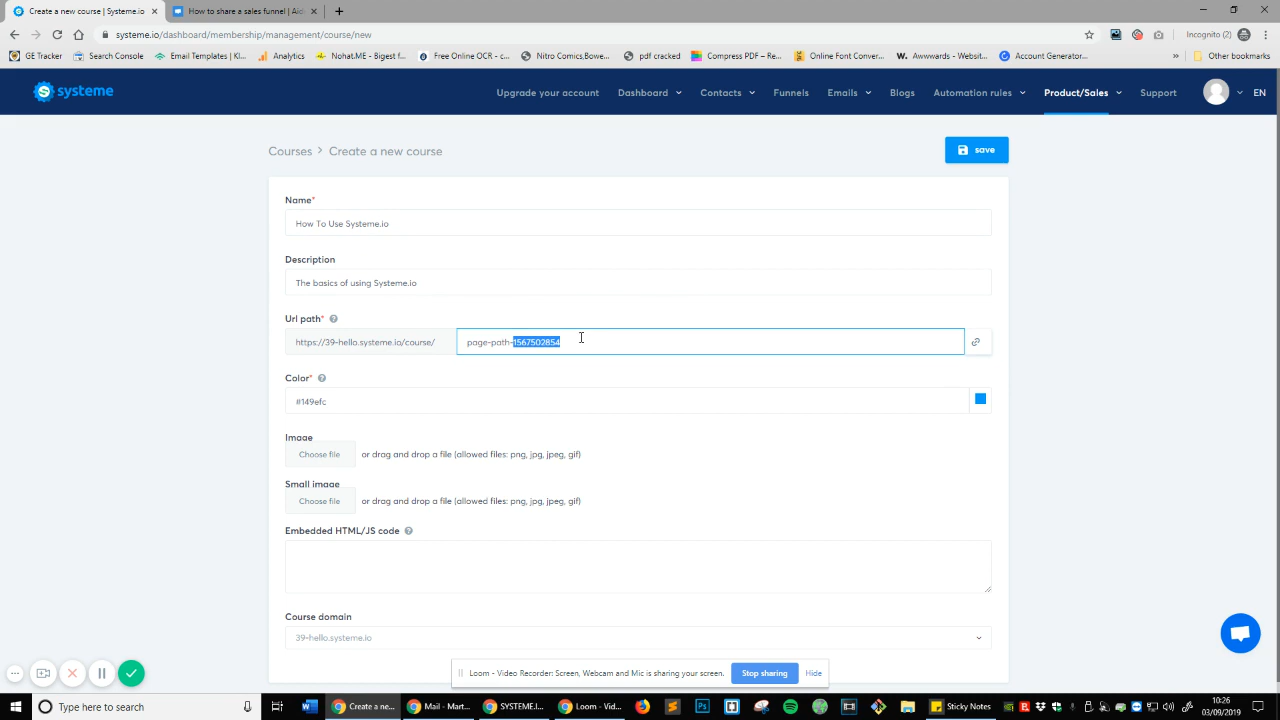 Create a new course | Systeme.io
How to share a sales funnel | Aid
systeme.io/dashboard/membership/management/course/new
Incognito (2)
GE Tracker
Search Console
Email Templates | Kl...
Analytics
Nohat.ME - Bigest f...
Free Online OCR - c...
Nitro Comics,Bowe...
pdf cracked
Compress PDF – Re...
Online Font Conver...
Awwwards - Websit...
Account Generator...
»
Other bookmarks
systeme
Upgrade your account
Dashboard
Contacts
Funnels
Emails
Blogs
Automation rules
Product/Sales
Support
EN
Courses > Create a new course
save
Name*
How To Use Systeme.io
Description
The basics of using Systeme.io
Url path*
https://39-hello.systeme.io/course/
page-path-1567502854
Color*
#149efc
Image
Choose file
or drag and drop a file (allowed files: png, jpg, jpeg, gif)
Small image
Choose file
or drag and drop a file (allowed files: png, jpg, jpeg, gif)
Embedded HTML/JS code
Course domain
39-hello.systeme.io
Loom - Video Recorder: Screen, Webcam and Mic is sharing your screen.
Stop sharing
Hide
Type here to search
Create a ne...
Mail - Mart...
SYSTEME.I...
Loom - Vid...
Sticky Notes
10:26
03/09/2019